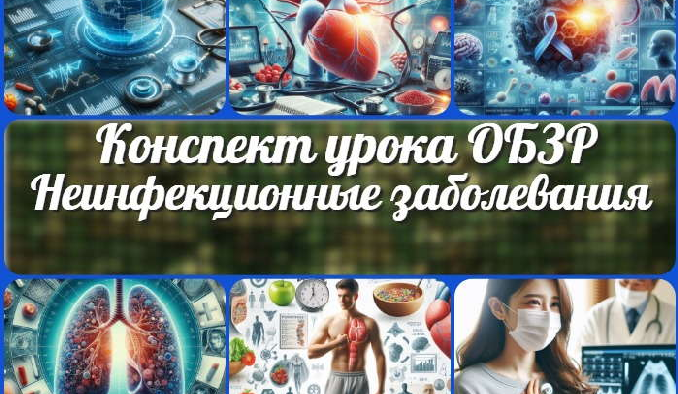 Конспект урока ОБЗР
Неинфекционные заболевания